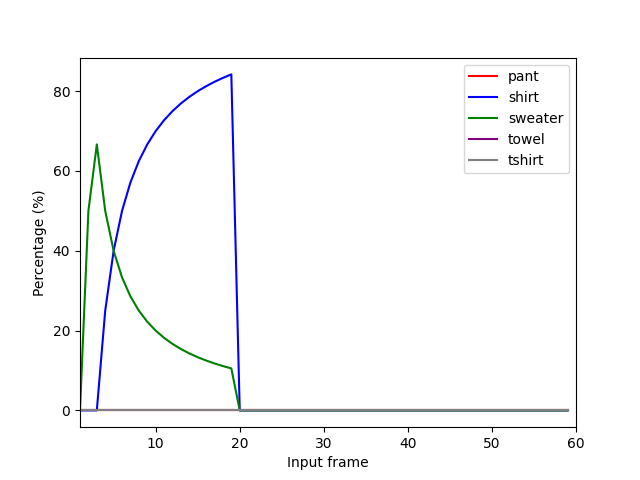 pant
shirt
sweater
towel
tshirt
80
60
40
20
0
Percentage (%)
10 20 30 40 50 60
Input frame